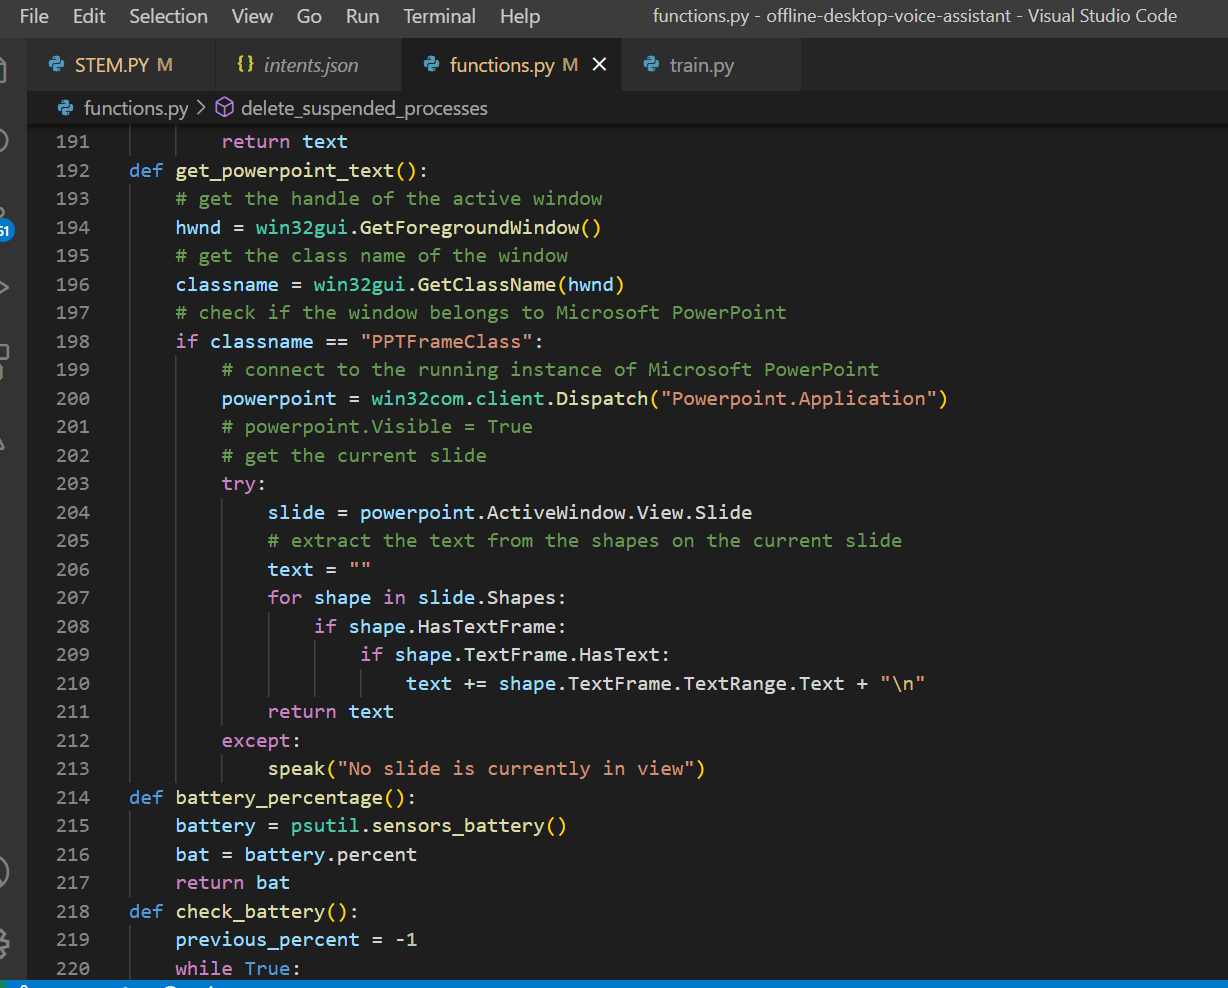 File Edit Selection View Go Run Terminal Help functions.py - offline-desktop-voice-assistant - Visual Studio Code
STEM.PY M {} intents.json functions.py M × train.py
functions.py > delete_suspended_processes
191 return text
192 def get_powerpoint_text():
193 # get the handle of the active window
194 hwnd = win32gui.GetForegroundWindow()
195 # get the class name of the window
196 classname = win32gui.GetClassName(hwnd)
197 # check if the window belongs to Microsoft PowerPoint
198 if classname == "PPTFrameClass":
199 # connect to the running instance of Microsoft PowerPoint
200 powerpoint = win32com.client.Dispatch("Powerpoint.Application")
201 # powerpoint.Visible = True
202 # get the current slide
203 try:
204 slide = powerpoint.ActiveWindow.View.Slide
205 # extract the text from the shapes on the current slide
206 text = ""
207 for shape in slide.Shapes:
208 if shape.HasTextFrame:
209 if shape.TextFrame.HasText:
210 text += shape.TextFrame.TextRange.Text + "\n"
211 return text
212 except:
213 speak("No slide is currently in view")
214 def battery_percentage():
215 battery = psutil.sensors_battery()
216 bat = battery.percent
217 return bat
218 def check_battery():
219 previous_percent = -1
220 while True: